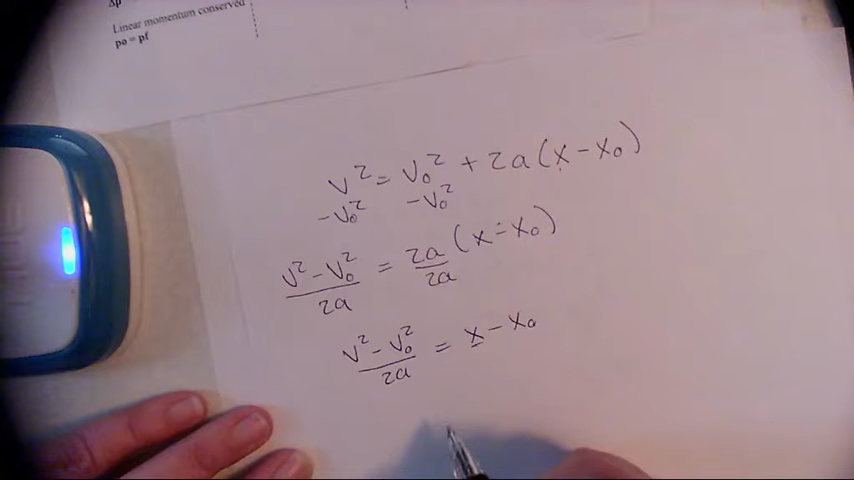 Δp
Linear momentum conserved
po = pf
v² = v₀² + 2a(x - x₀)
-v₀² -v₀²
v² - v₀² / 2a = 2a / 2a (x - x₀)
v² - v₀² / 2a = x - x₀